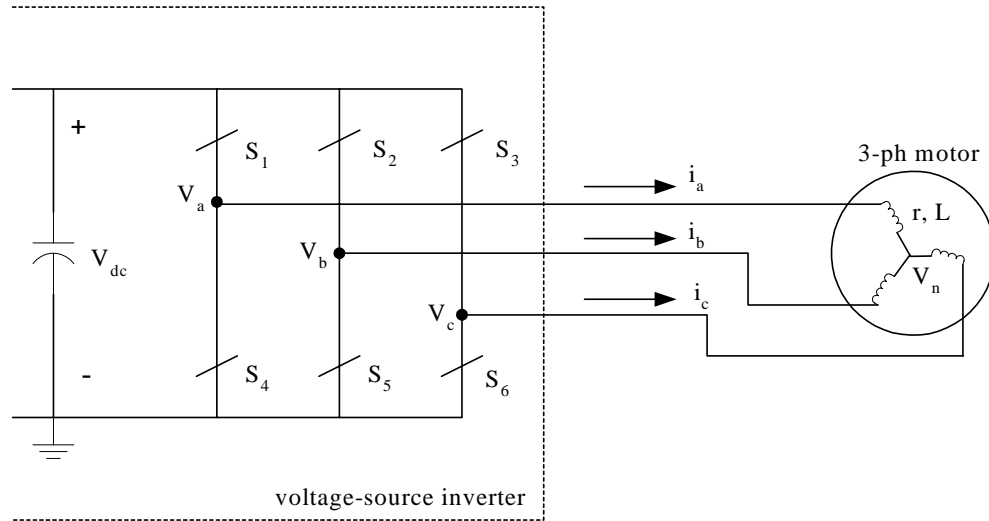 +
S1
S2
S3
3-ph motor
Va
ia
r, L
Vdc
Vb
ib
Vn
Vc
ic
-
S4
S5
S6
voltage-source inverter